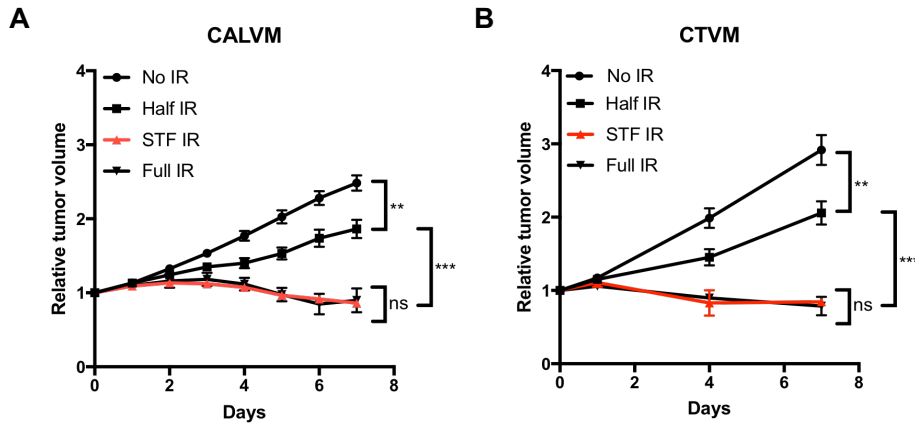 A
CALVM
Relative tumor volume
4
3
2
1
0
No IR
Half IR
STF IR
Full IR
**
***
ns
0
2
4
6
8
Days
B
CTVM
Relative tumor volume
4
3
2
1
0
No IR
Half IR
STF IR
Full IR
**
***
ns
0
2
4
6
8
Days